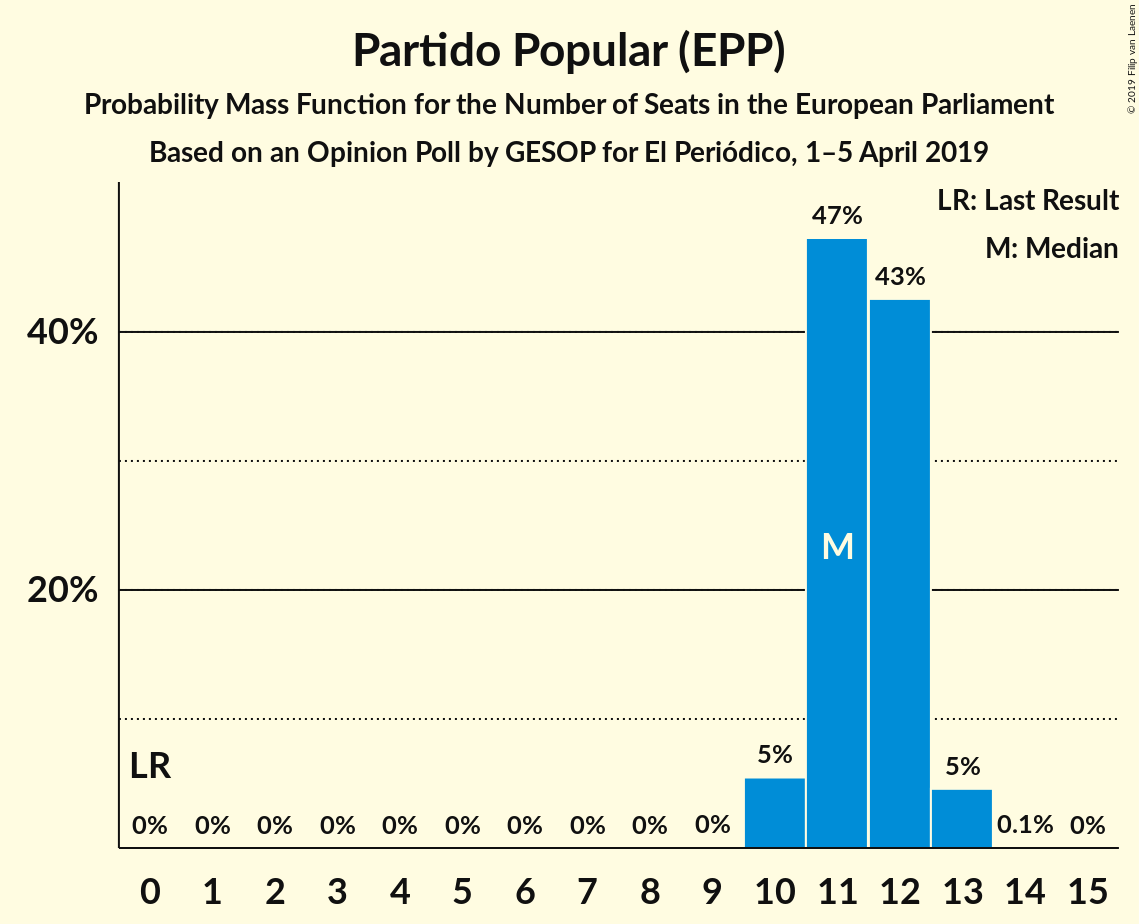 Partido Popular (EPP)
Probability Mass Function for the Number of Seats in the European Parliament
Based on an Opinion Poll by GESOP for El Periódico, 1–5 April 2019
© 2019 Filip van Laenen
LR: Last Result
M: Median
47%
43%
40%
M
20%
LR
5%
5%
0% 0% 0% 0% 0% 0% 0% 0% 0% 0% 0.1% 0%
0 1 2 3 4 5 6 7 8 9 10 11 12 13 14 15